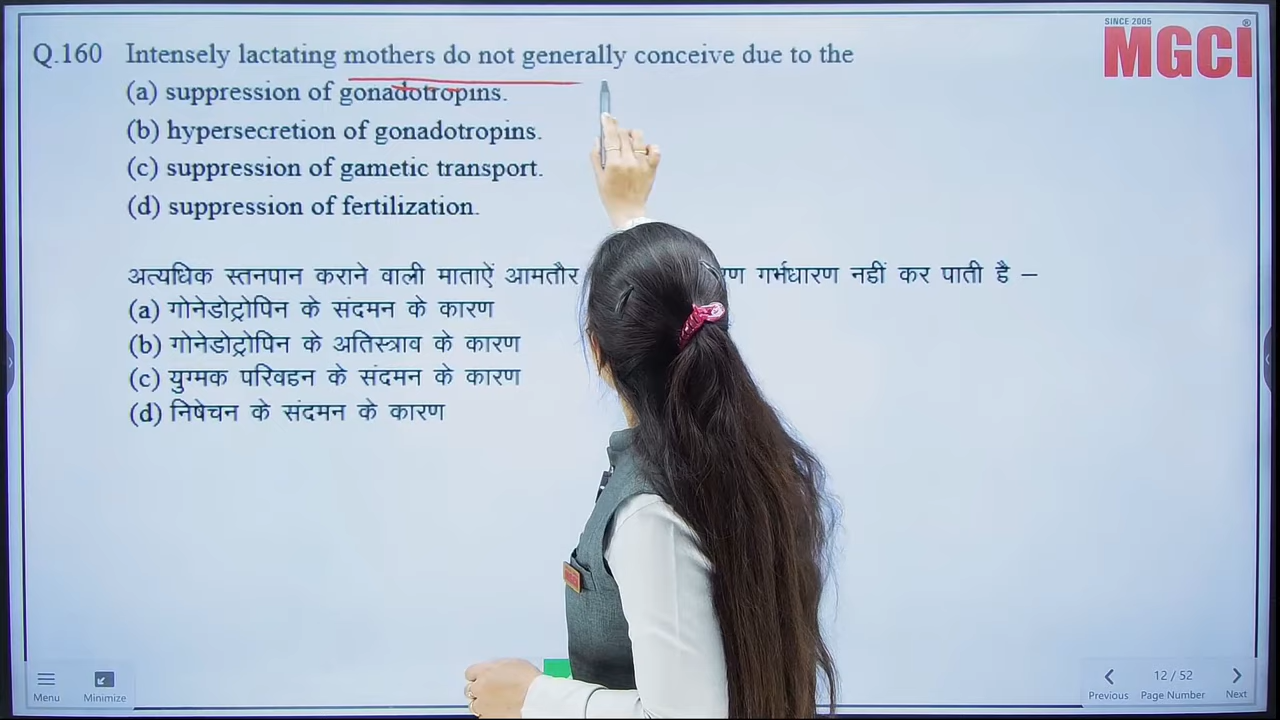 SINCE 2005
MGCI
®
Q.160 Intensely lactating mothers do not generally conceive due to the
(a) suppression of gonadotropins.
(b) hypersecretion of gonadotropins.
(c) suppression of gametic transport.
(d) suppression of fertilization.
अत्यधिक स्तनपान कराने वाली माताऐं आमतौर गर्भधारण नहीं कर पाती है –
(a) गोनेडोट्रोपिन के संदमन के कारण
(b) गोनेडोट्रोपिन के अतिस्त्राव के कारण
(c) युग्मक परिवहन के संदमन के कारण
(d) निषेचन के संदमन के कारण
Menu
Minimize
12 / 52
Previous
Page Number
Next